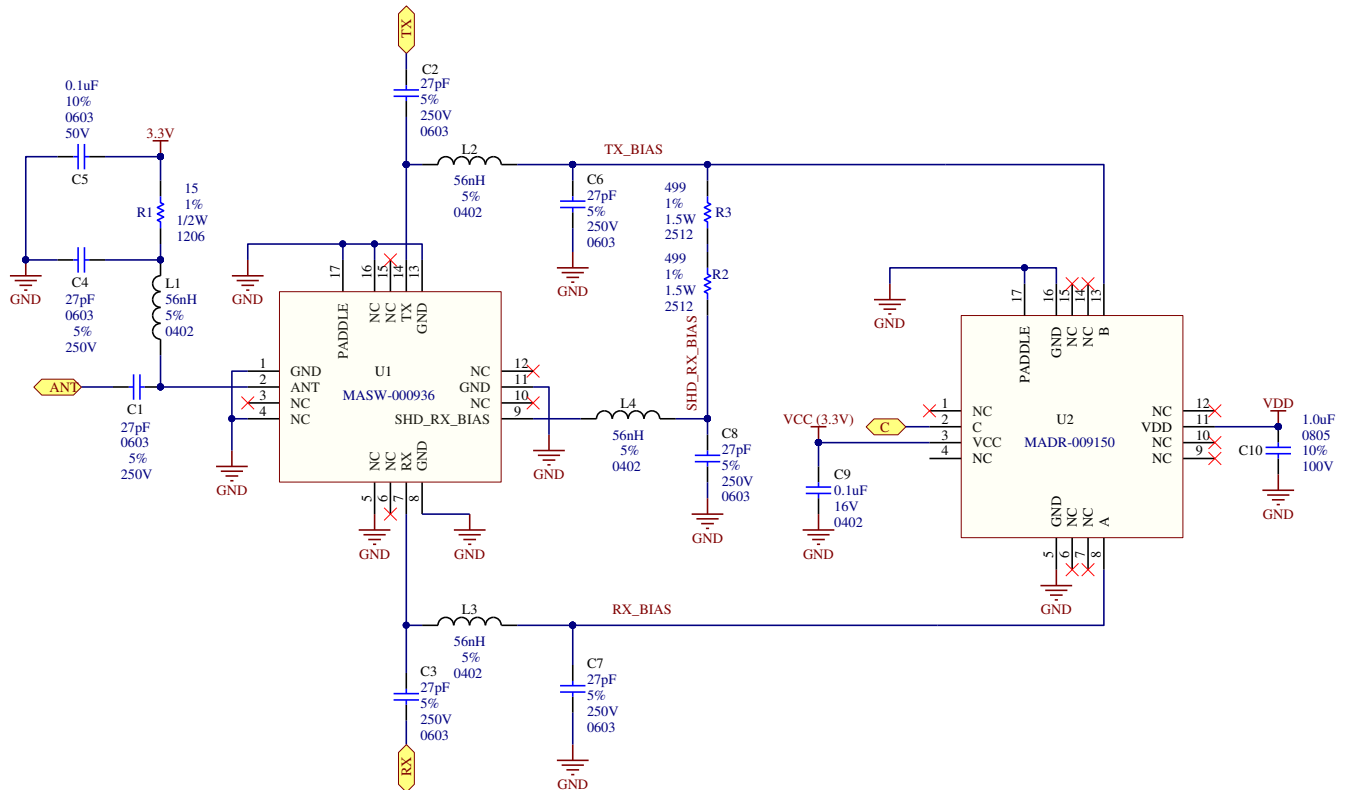 TX
C2
27pF
5%
250V
0603
0.1uF
10%
0603
50V
3.3V
C5
15
1%
1/2W
1206
R1
GND
C4
27pF
0603
5%
250V
L1
56nH
5%
0402
ANT
C1
27pF
0603
5%
250V
L2
56nH
5%
0402
TX_BIAS
C6
27pF
5%
250V
0603
GND
499
1%
1.5W
2512
R3
499
1%
1.5W
2512
R2
SHD_RX_BIAS
GND
17
16
15
14
13
PADDLE
NC
NC
TX
GND
U1
MASW-000936
1
2
3
4
GND
ANT
NC
NC
12
11
10
9
NC
GND
NC
SHD_RX_BIAS
NC
NC
RX
GND
5
6
7
8
GND
GND
GND
GND
L4
56nH
5%
0402
C8
27pF
5%
250V
0603
GND
L3
56nH
5%
0402
RX_BIAS
C3
27pF
5%
250V
0603
RX
C7
27pF
5%
250V
0603
GND
GND
17
16
15
14
13
PADDLE
GND
NC
NC
B
U2
MADR-009150
1
2
3
4
NC
C
VCC
NC
12
11
10
9
NC
VDD
NC
NC
GND
NC
NC
A
5
6
7
8
GND
C
VCC (3.3V)
C9
0.1uF
16V
0402
GND
VDD
C10
1.0uF
0805
10%
100V
GND